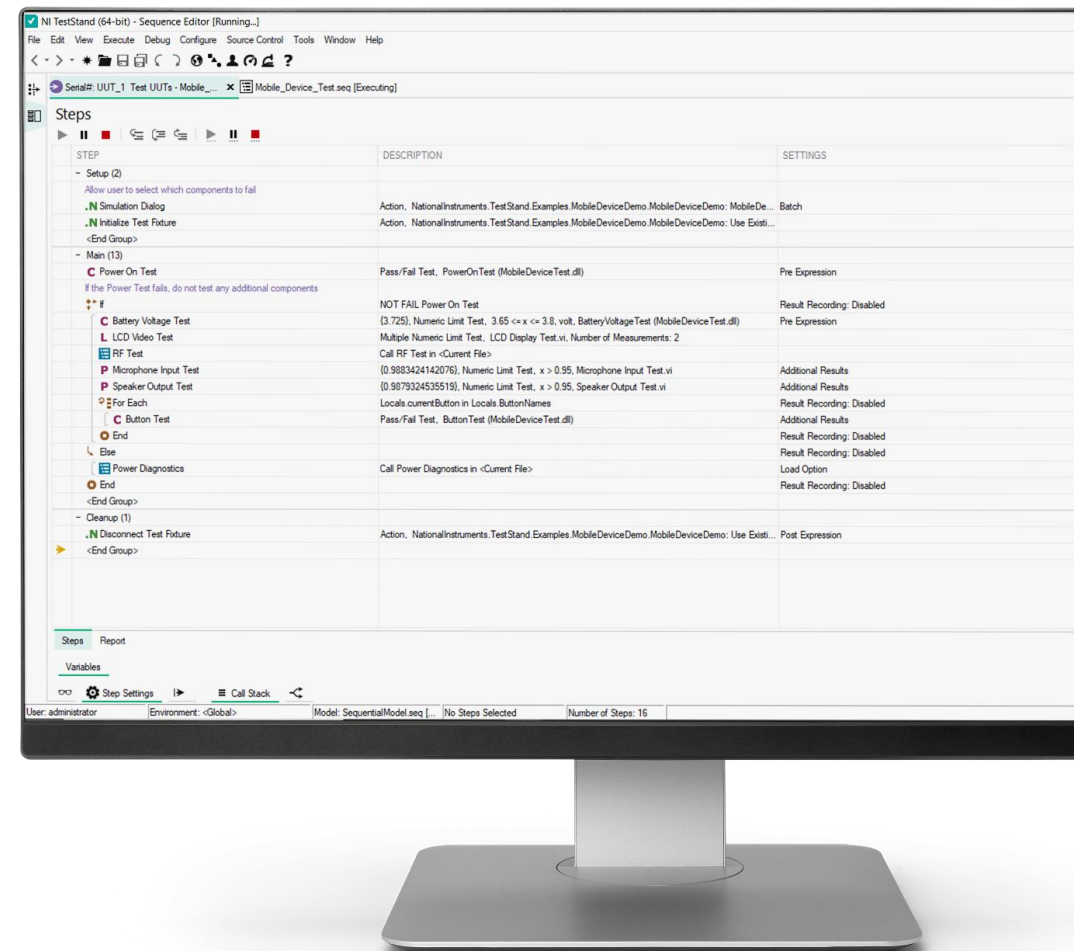 NI TestStand (64-bit) - Sequence Editor [Running...]
File Edit View Execute Debug Configure Source Control Tools Window Help
Serial#: UUT_1 Test UUTs - Mobile_... Mobile_Device_Test.seq [Executing]
Steps
STEP DESCRIPTION SETTINGS
- Setup (2)
Allow user to select which components to fail
.N Simulation Dialog Action, NationalInstruments.TestStand.Examples.MobileDeviceDemo.MobileDeviceDemo: MobileDe... Batch
.N Initialize Test Fixture Action, NationalInstruments.TestStand.Examples.MobileDeviceDemo.MobileDeviceDemo: Use Existi...
<End Group>
- Main (13)
C Power On Test Pass/Fail Test, PowerOnTest (MobileDeviceTest.dll) Pre Expression
If the Power Test fails, do not test any additional components
If NOT FAIL Power On Test Result Recording: Disabled
C Battery Voltage Test {3.725}, Numeric Limit Test, 3.65 <= x <= 3.8, volt, BatteryVoltageTest (MobileDeviceTest.dll) Pre Expression
L LCD Video Test Multiple Numeric Limit Test, LCD Display Test.vi, Number of Measurements: 2
RF Test Call RF Test in <Current File>
P Microphone Input Test {0.9883424142076}, Numeric Limit Test, x > 0.95, Microphone Input Test.vi Additional Results
P Speaker Output Test {0.9879324535519}, Numeric Limit Test, x > 0.95, Speaker Output Test.vi Additional Results
For Each Locals.currentButton in Locals.ButtonNames Result Recording: Disabled
C Button Test Pass/Fail Test, ButtonTest (MobileDeviceTest.dll) Additional Results
End Result Recording: Disabled
Else Result Recording: Disabled
Power Diagnostics Call Power Diagnostics in <Current File> Load Option
End Result Recording: Disabled
<End Group>
- Cleanup (1)
.N Disconnect Test Fixture Action, NationalInstruments.TestStand.Examples.MobileDeviceDemo.MobileDeviceDemo: Use Existi... Post Expression
<End Group>
Steps Report
Variables
Step Settings Call Stack
User: administrator Environment: <Global> Model: SequentialModel.seq [... No Steps Selected Number of Steps: 16